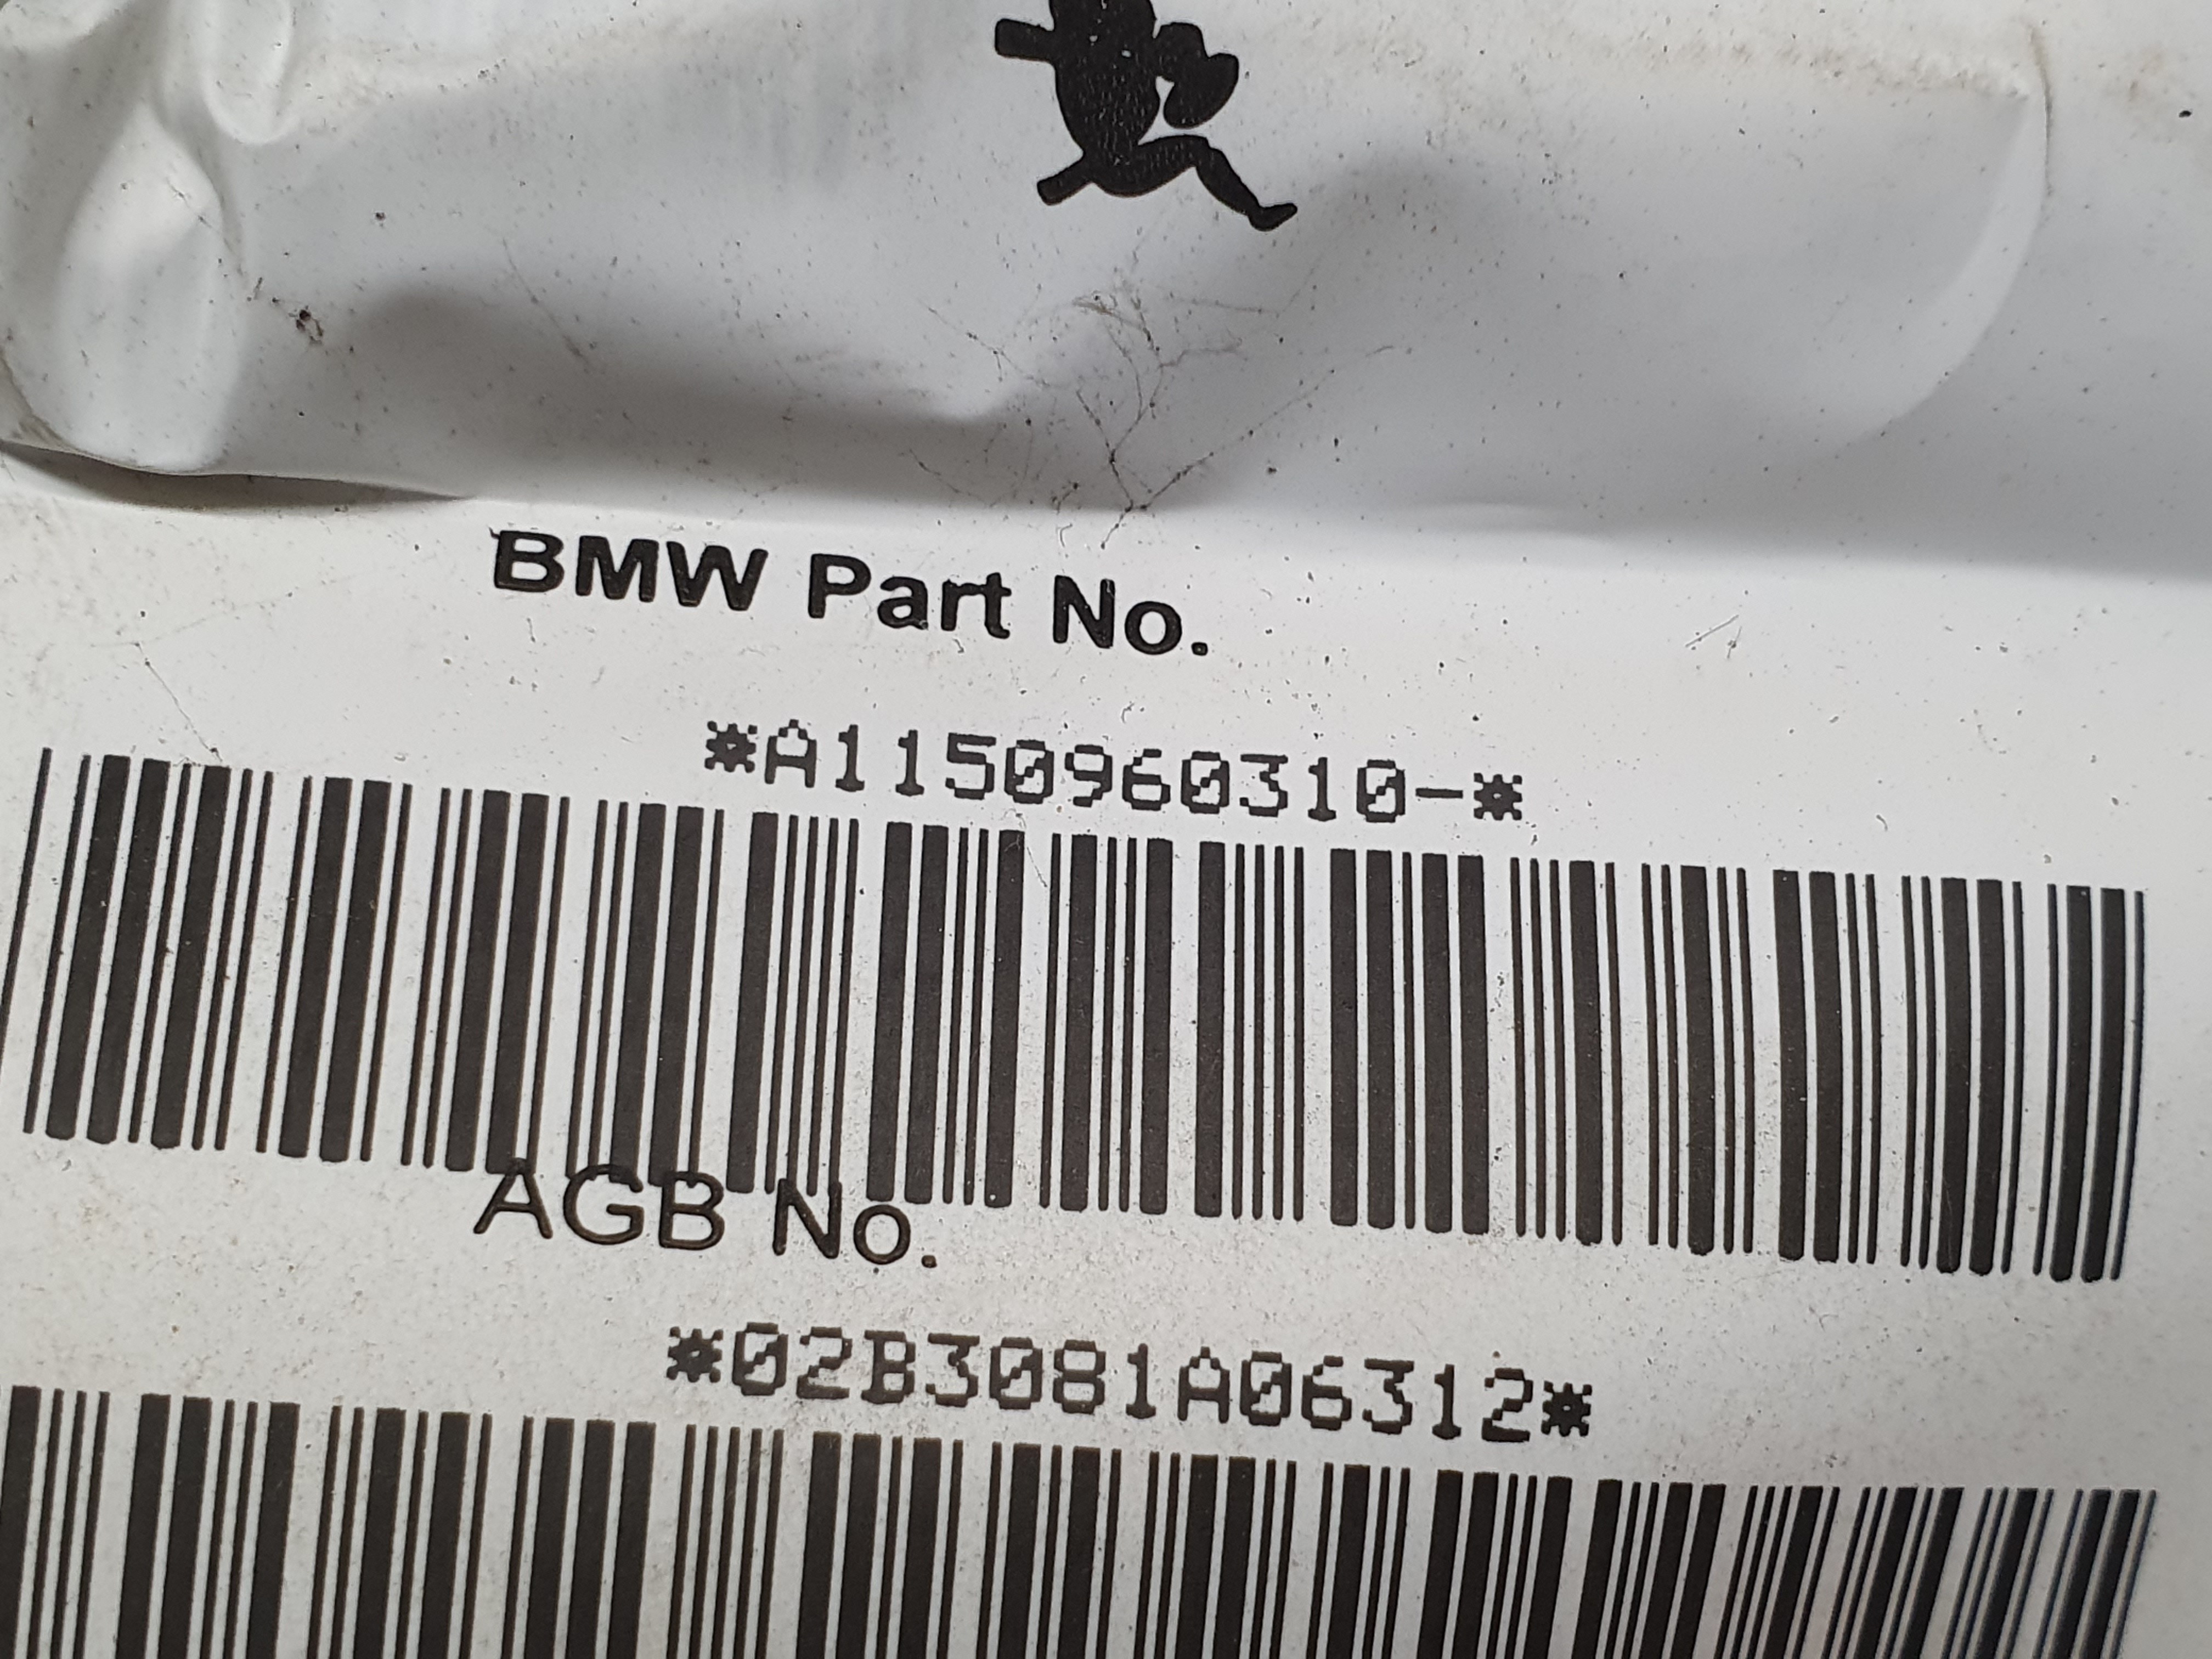 BMW Part No.
*A1150960310-*
AGB No.
*02B3081A06312*